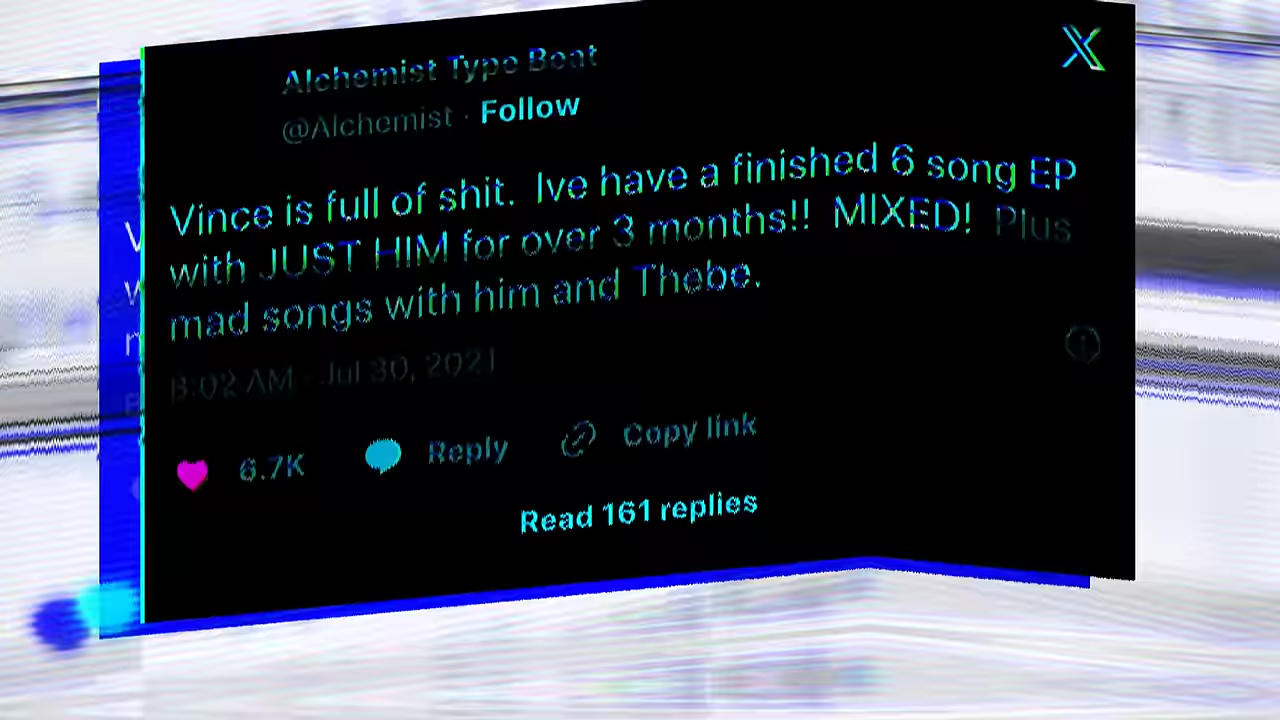 Alchemist Type Beat
@Alchemist · Follow
Vince is full of shit. Ive have a finished 6 song EP
with JUST HIM for over 3 months!! MIXED! Plus
mad songs with him and Thebe.
8:02 AM · Jul 30, 2021
6.7K Reply Copy link
Read 161 replies